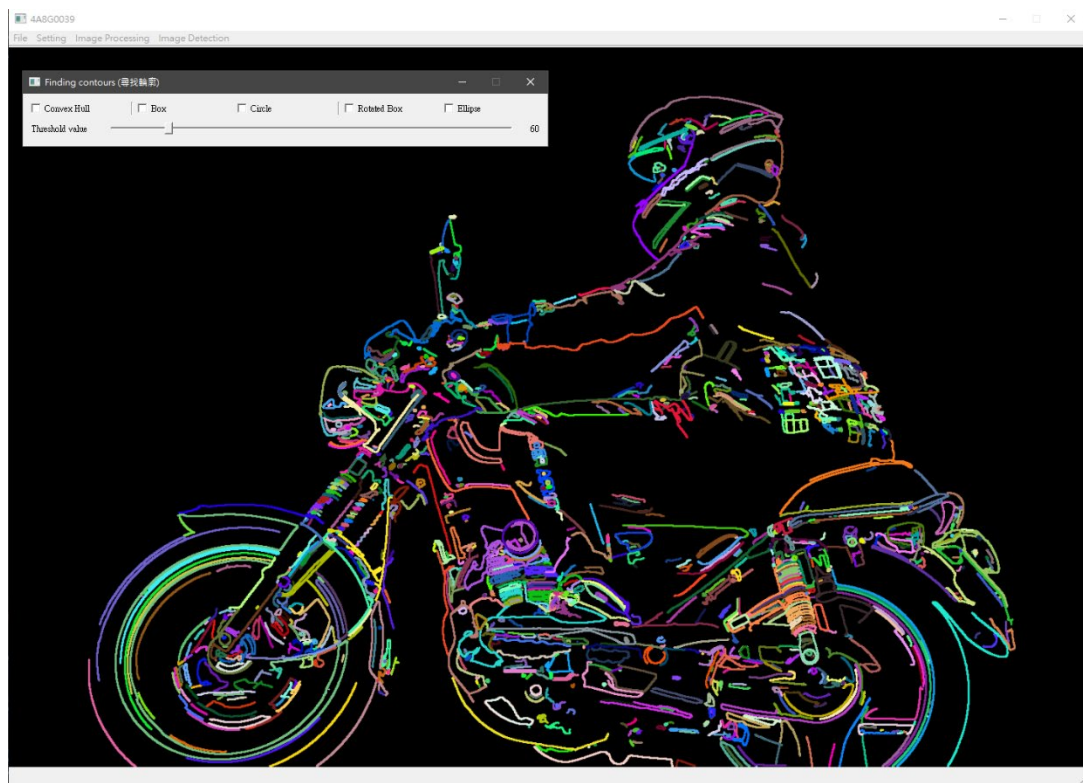 4A8G0039
File Setting Image Processing Image Detection
Finding contours (尋找輪索)
Convex Hull Box Circle Rotated Box Ellipse
Threshold value 60